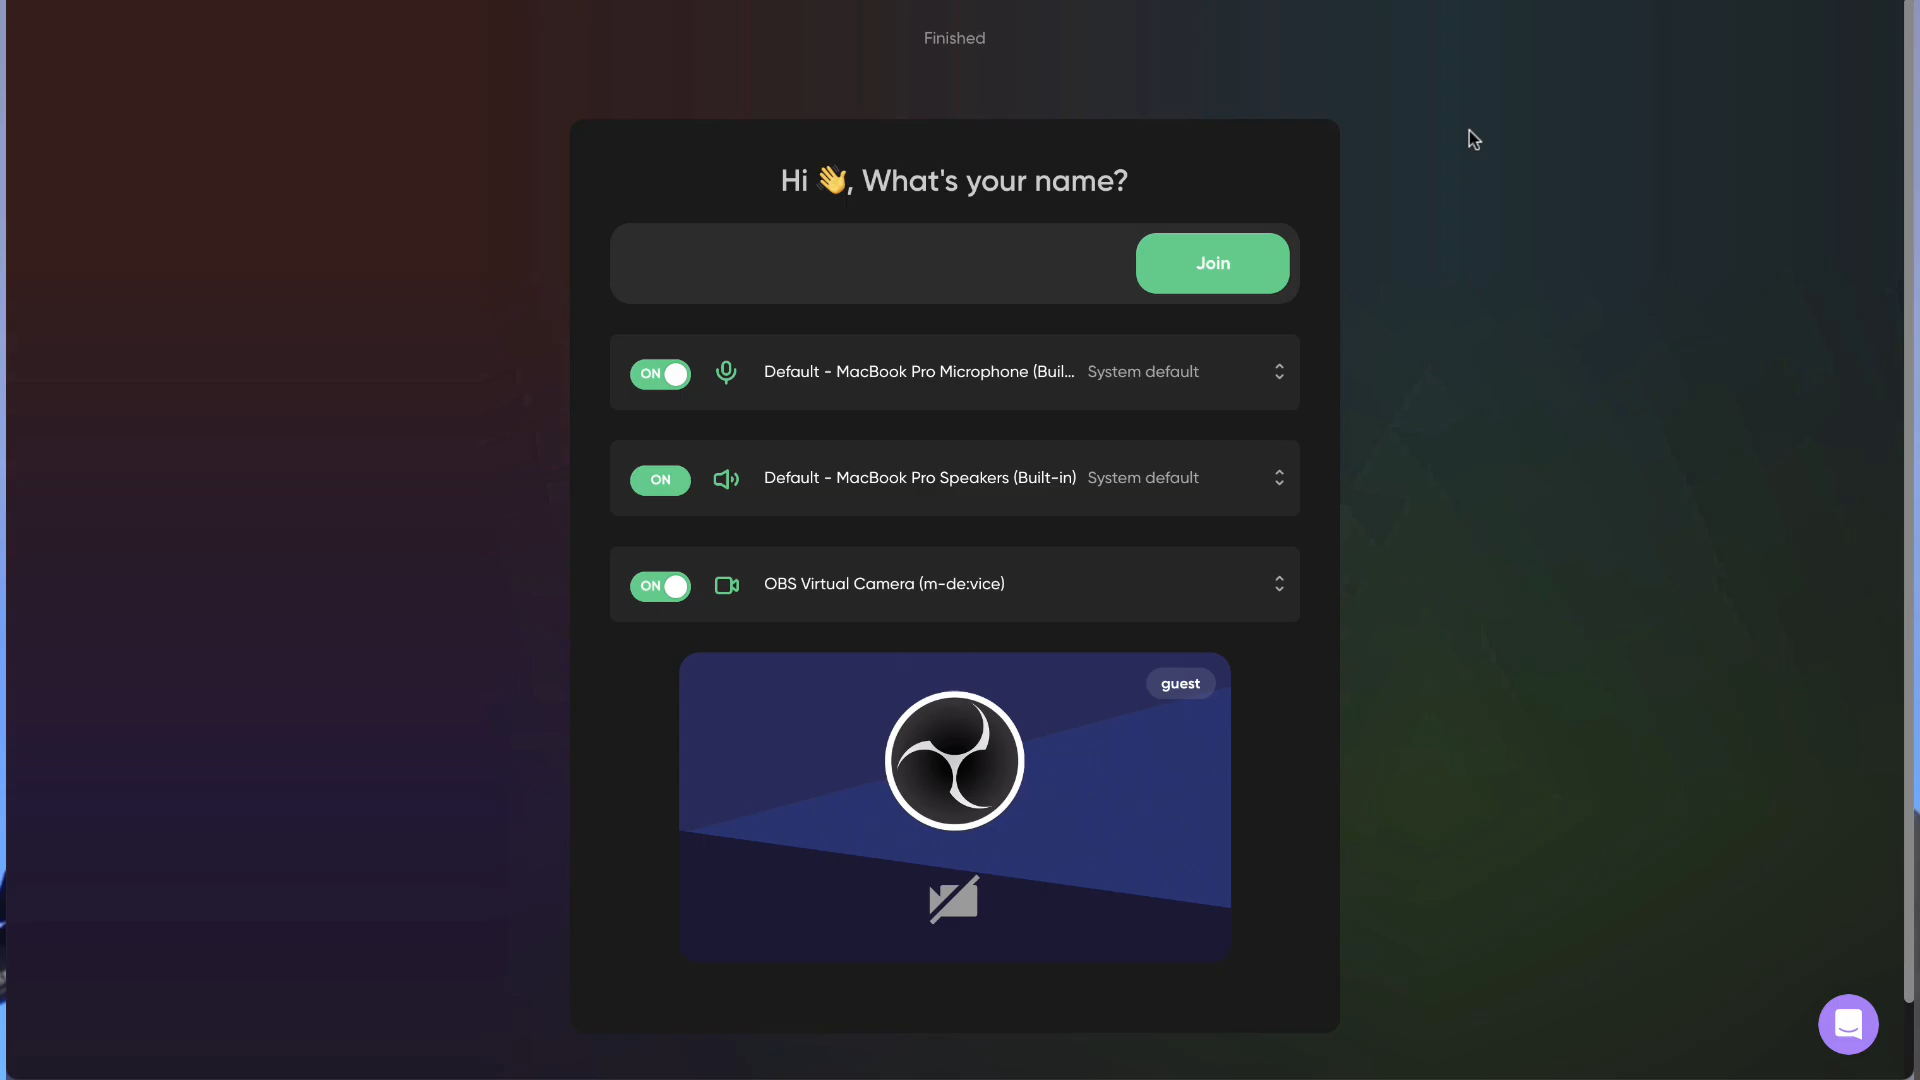 Finished
Hi 👋, What's your name?
Join
ON Default - MacBook Pro Microphone (Buil... System default
ON Default - MacBook Pro Speakers (Built-in) System default
ON OBS Virtual Camera (m-de:vice)
guest